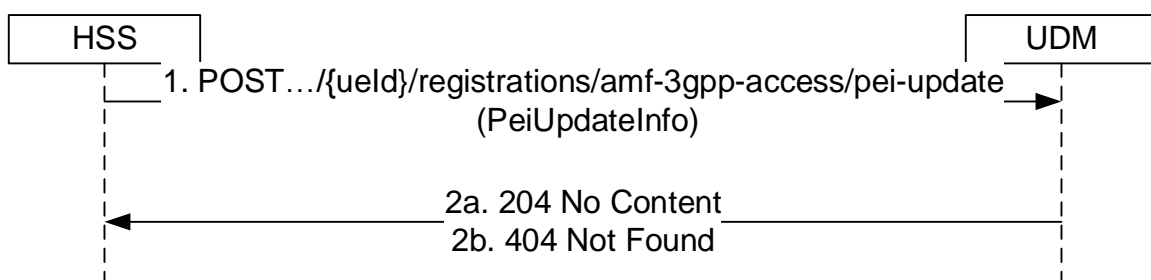 HSS
UDM
1. POST…/{ueId}/registrations/amf-3gpp-access/pei-update
(PeiUpdateInfo)
2a. 204 No Content
2b. 404 Not Found